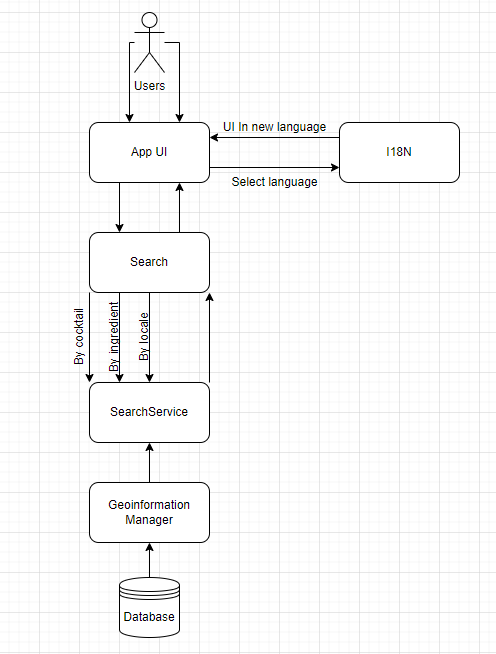 Users
UI In new language
App UI
I18N
Select language
Search
By cocktail
By ingredient
By locale
SearchService
Geoinformation
Manager
Database